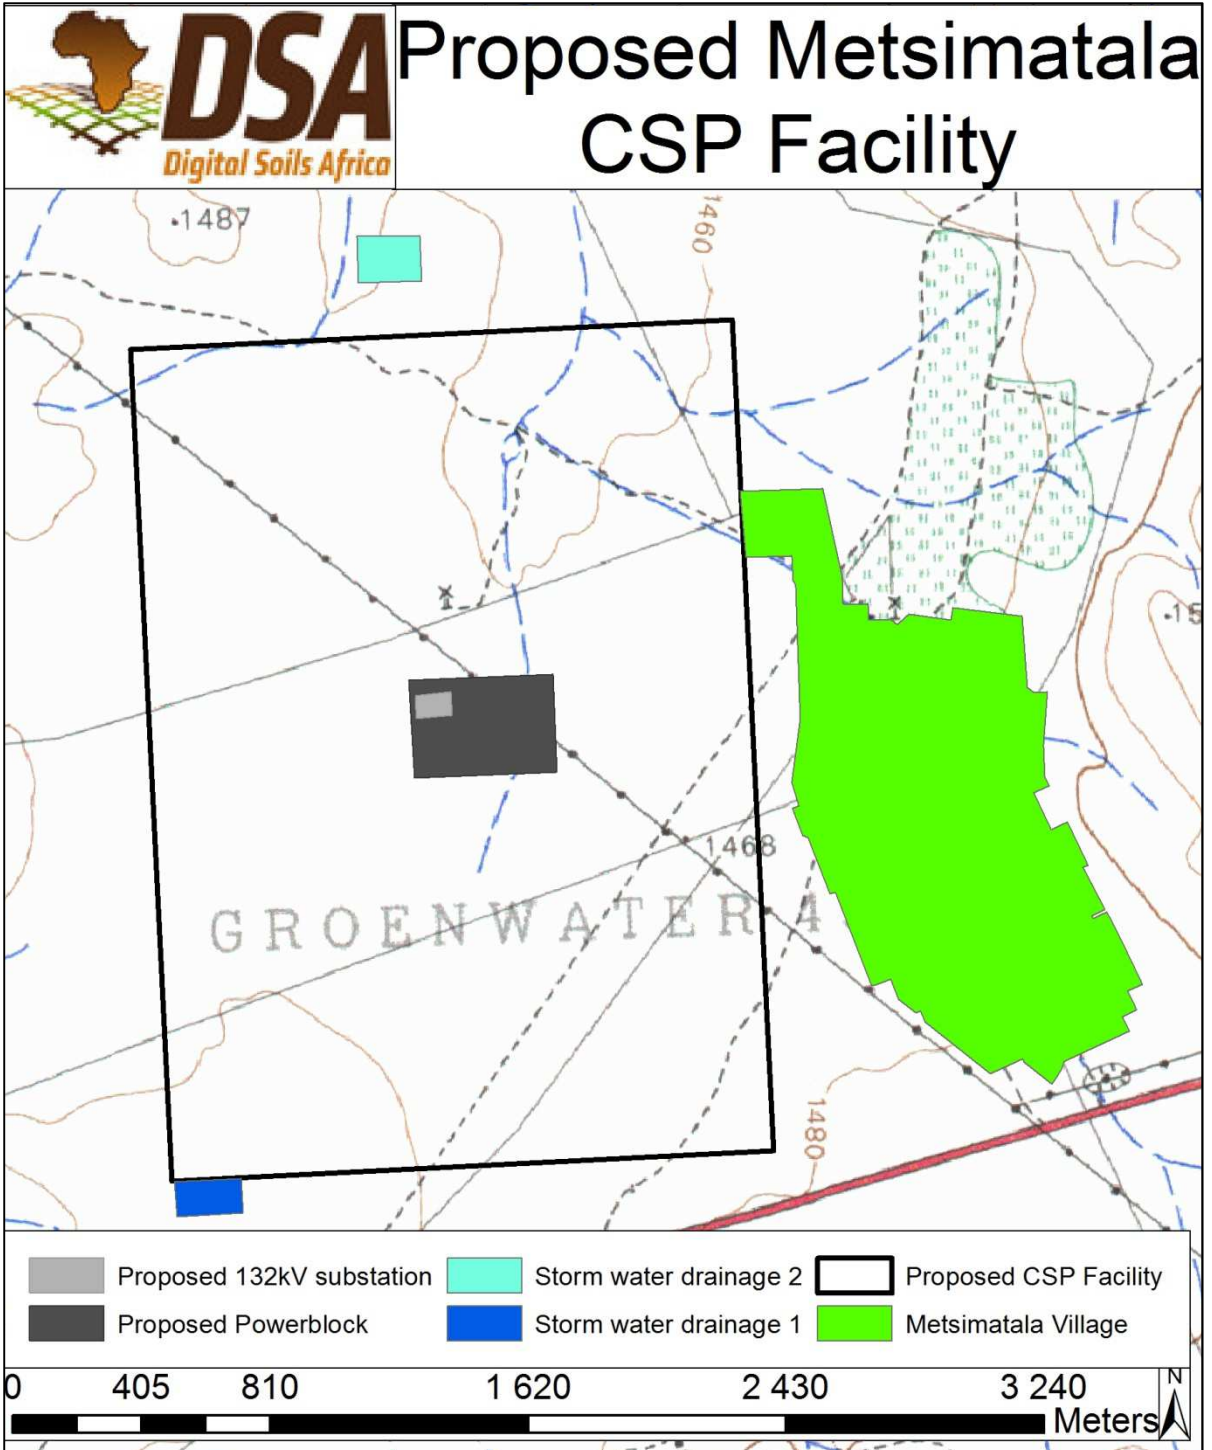 DSA
Digital Soils Africa
Proposed Metsimatala
CSP Facility
1487
1460
1468
GROENWATER 4
1480
Proposed 132kV substation
Storm water drainage 2
Proposed CSP Facility
Proposed Powerblock
Storm water drainage 1
Metsimatala Village
0 405 810 1 620 2 430 3 240
Meters
N